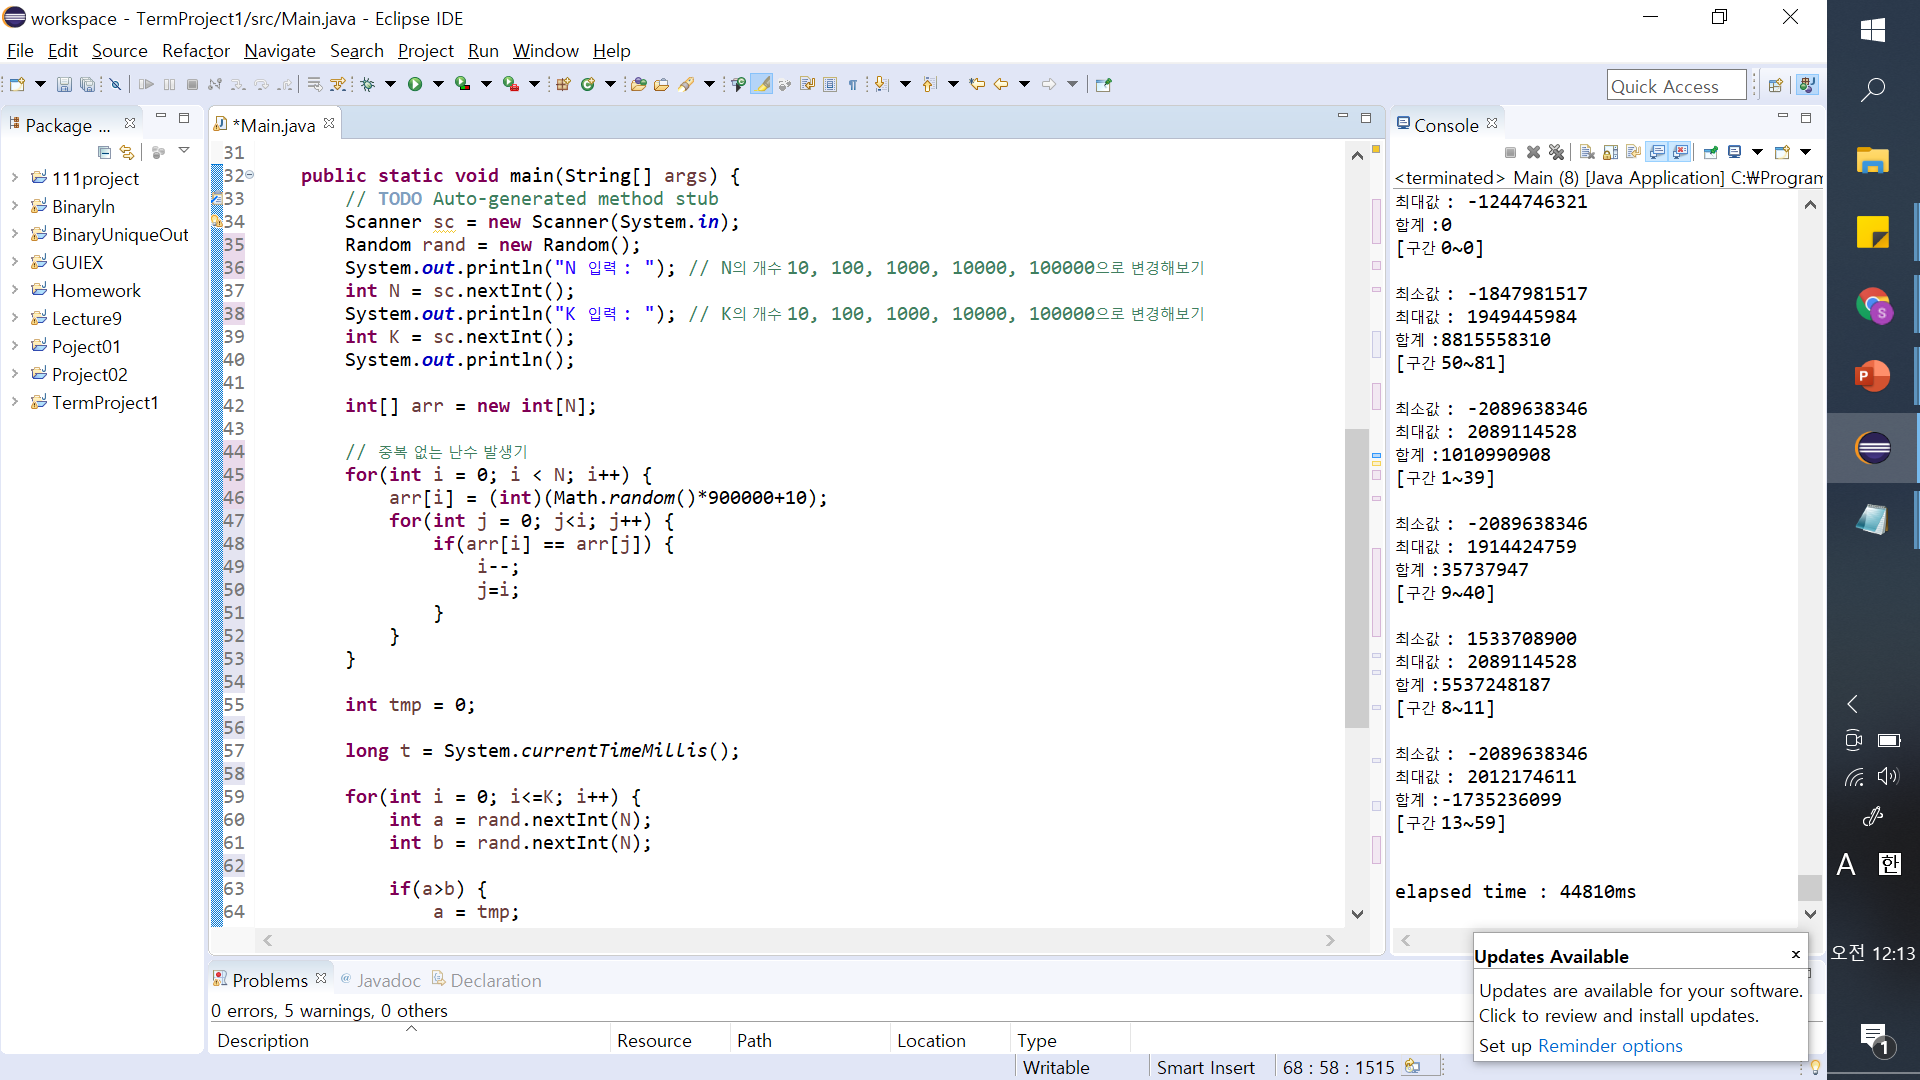 workspace - TermProject1/src/Main.java - Eclipse IDE
File Edit Source Refactor Navigate Search Project Run Window Help
Quick Access
Package ...
111project
BinaryIn
BinaryUniqueOut
GUIEX
Homework
Lecture9
Poject01
Project02
TermProject1
*Main.java
31
32 public static void main(String[] args) {
33 // TODO Auto-generated method stub
34 Scanner sc = new Scanner(System.in);
35 Random rand = new Random();
36 System.out.println("N 입력 : "); // N의 개수 10, 100, 1000, 10000, 100000으로 변경해보기
37 int N = sc.nextInt();
38 System.out.println("K 입력 : "); // K의 개수 10, 100, 1000, 10000, 100000으로 변경해보기
39 int K = sc.nextInt();
40 System.out.println();
41
42 int[] arr = new int[N];
43
44 // 중복 없는 난수 발생기
45 for(int i = 0; i < N; i++) {
46 arr[i] = (int)(Math.random()*900000+10);
47 for(int j = 0; j<i; j++) {
48 if(arr[i] == arr[j]) {
49 i--;
50 j=i;
51 }
52 }
53 }
54
55 int tmp = 0;
56
57 long t = System.currentTimeMillis();
58
59 for(int i = 0; i<=K; i++) {
60 int a = rand.nextInt(N);
61 int b = rand.nextInt(N);
62
63 if(a>b) {
64 a = tmp;
Console
<terminated> Main (8) [Java Application] C:₩Program
최대값 : -1244746321
합계 :0
[구간 0~0]
최소값 : -1847981517
최대값 : 1949445984
합계 :8815558310
[구간 50~81]
최소값 : -2089638346
최대값 : 2089114528
합계 :1010990908
[구간 1~39]
최소값 : -2089638346
최대값 : 1914424759
합계 :35737947
[구간 9~40]
최소값 : 1533708900
최대값 : 2089114528
합계 :5537248187
[구간 8~11]
최소값 : -2089638346
최대값 : 2012174611
합계 :-1735236099
[구간 13~59]
elapsed time : 44810ms
Problems @ Javadoc Declaration
0 errors, 5 warnings, 0 others
Description Resource Path Location Type
Writable Smart Insert 68 : 58 : 1515
Updates Available x
Updates are available for your software.
Click to review and install updates.
Set up Reminder options
S
P
A 한
오전 12:13
1